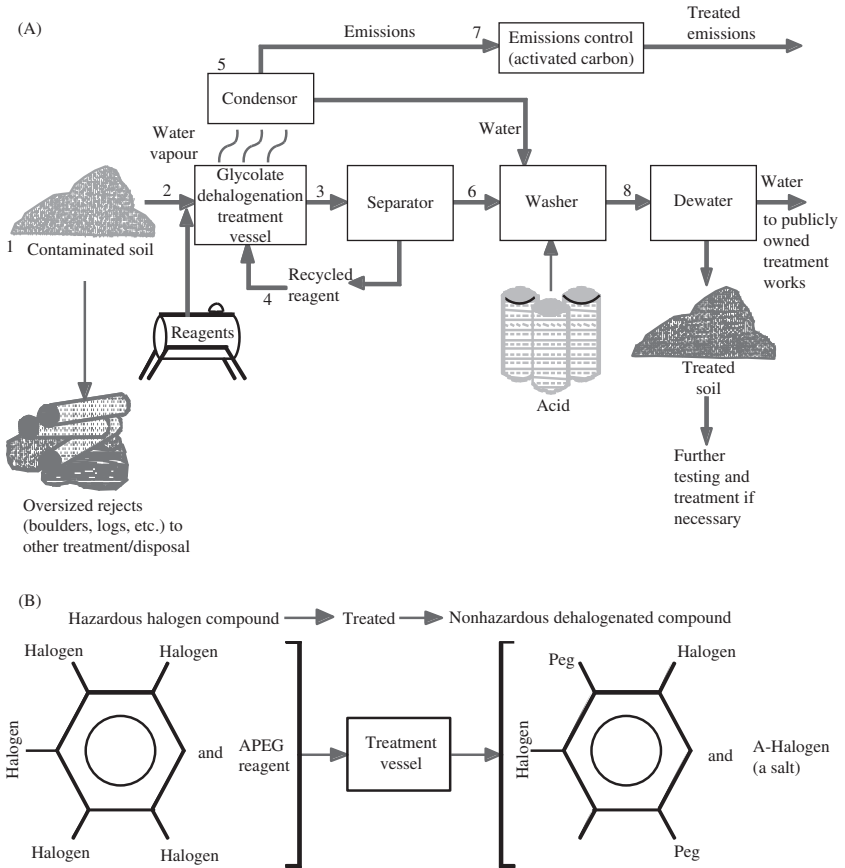 (A)
Emissions
7
Emissions control
(activated carbon)
Treated
emissions
5
Condensor
Water
vapour
Water
1
Contaminated soil
2
Glycolate
dehalogenation
treatment
vessel
3
Separator
6
Washer
8
Dewater
Water
to publicly
owned
treatment
works
4
Recycled
reagent
Reagents
Acid
Treated
soil
Further
testing and
treatment if
necessary
Oversized rejects
(boulders, logs, etc.) to
other treatment/disposal
(B)
Hazardous halogen compound
Treated
Nonhazardous dehalogenated compound
Halogen
Halogen
Halogen
Halogen
Halogen
and
APEG
reagent
Treatment
vessel
Peg
Halogen
Halogen
Peg
and
A-Halogen
(a salt)